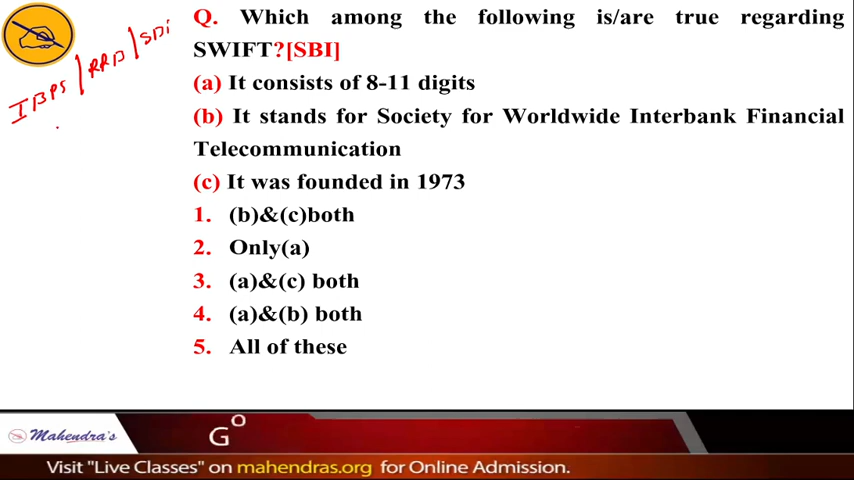 Q. Which among the following is/are true regarding
SWIFT?[SBI]
IBPS/RRB/SBI
(a) It consists of 8-11 digits
(b) It stands for Society for Worldwide Interbank Financial
Telecommunication
(c) It was founded in 1973
1. (b)&(c)both
2. Only(a)
3. (a)&(c) both
4. (a)&(b) both
5. All of these
Mahendra's
Go
Visit "Live Classes" on mahendras.org for Online Admission.